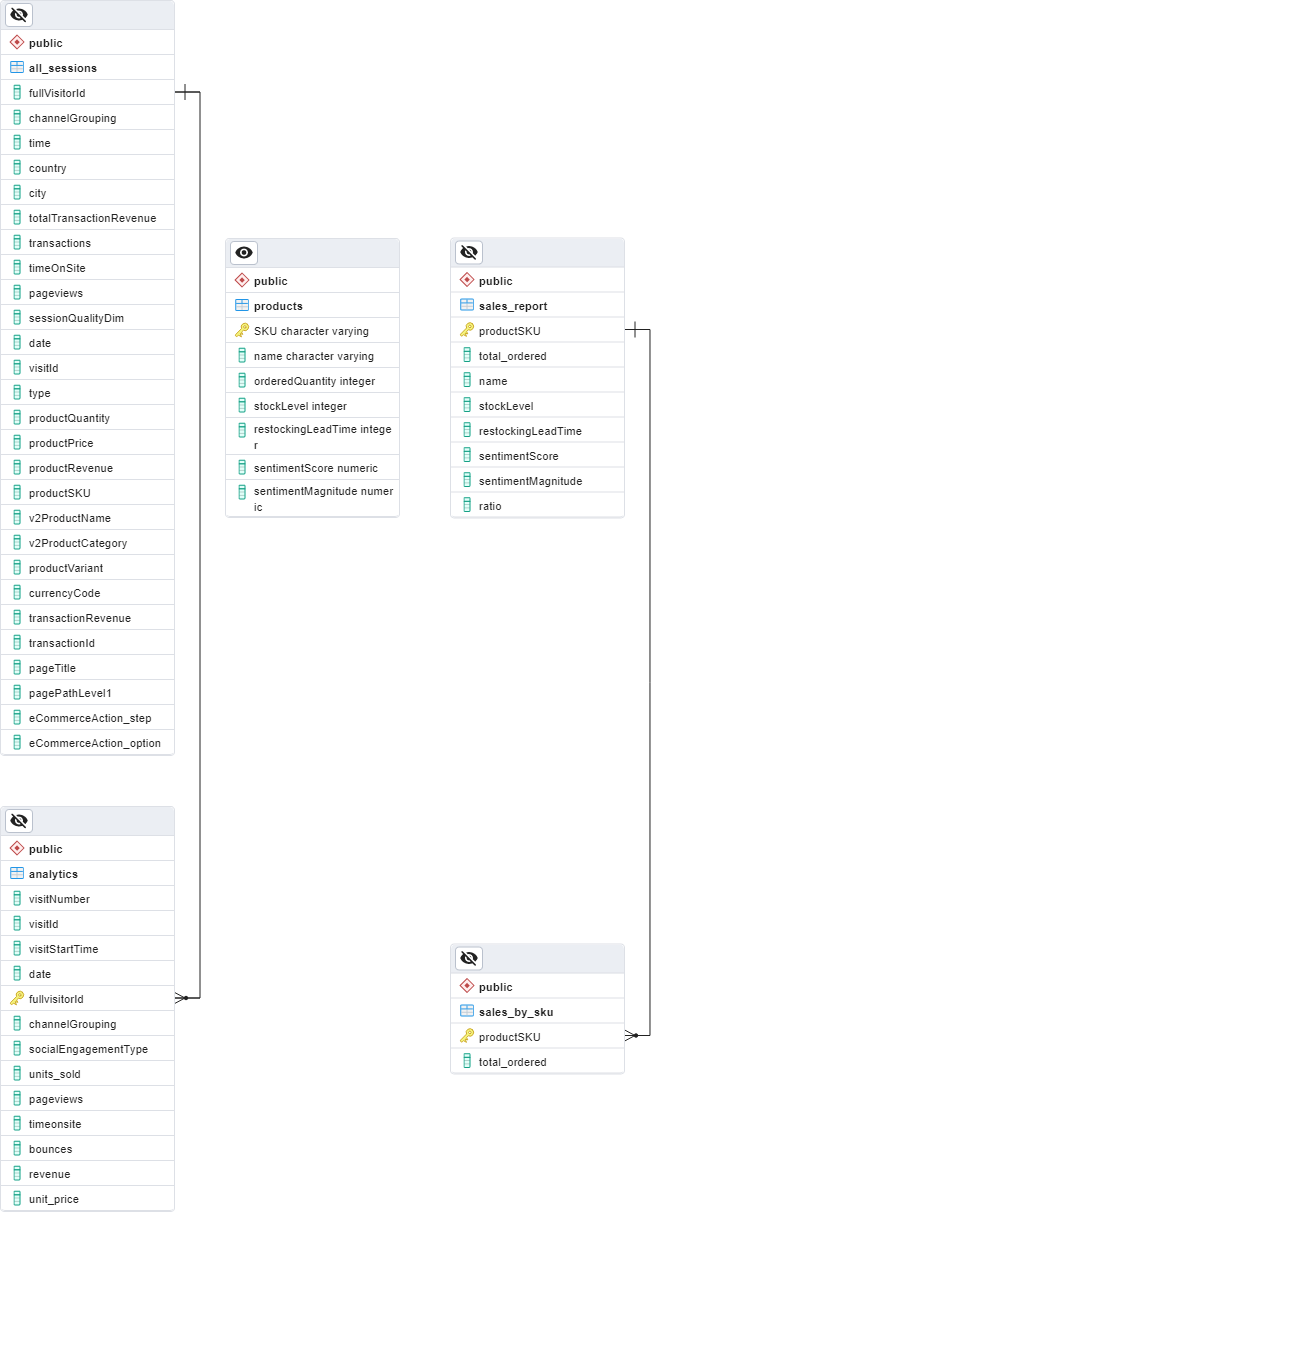 public
all_sessions
fullVisitorId
channelGrouping
time
country
city
totalTransactionRevenue
transactions
timeOnSite
pageviews
sessionQualityDim
date
visitId
type
productQuantity
productPrice
productRevenue
productSKU
v2ProductName
v2ProductCategory
productVariant
currencyCode
transactionRevenue
transactionId
pageTitle
pagePathLevel1
eCommerceAction_step
eCommerceAction_option
public
products
SKU character varying
name character varying
orderedQuantity integer
stockLevel integer
restockingLeadTime intege
r
sentimentScore numeric
sentimentMagnitude numer
ic
public
sales_report
productSKU
total_ordered
name
stockLevel
restockingLeadTime
sentimentScore
sentimentMagnitude
ratio
public
analytics
visitNumber
visitId
visitStartTime
date
fullvisitorId
channelGrouping
socialEngagementType
units_sold
pageviews
timeonsite
bounces
revenue
unit_price
public
sales_by_sku
productSKU
total_ordered